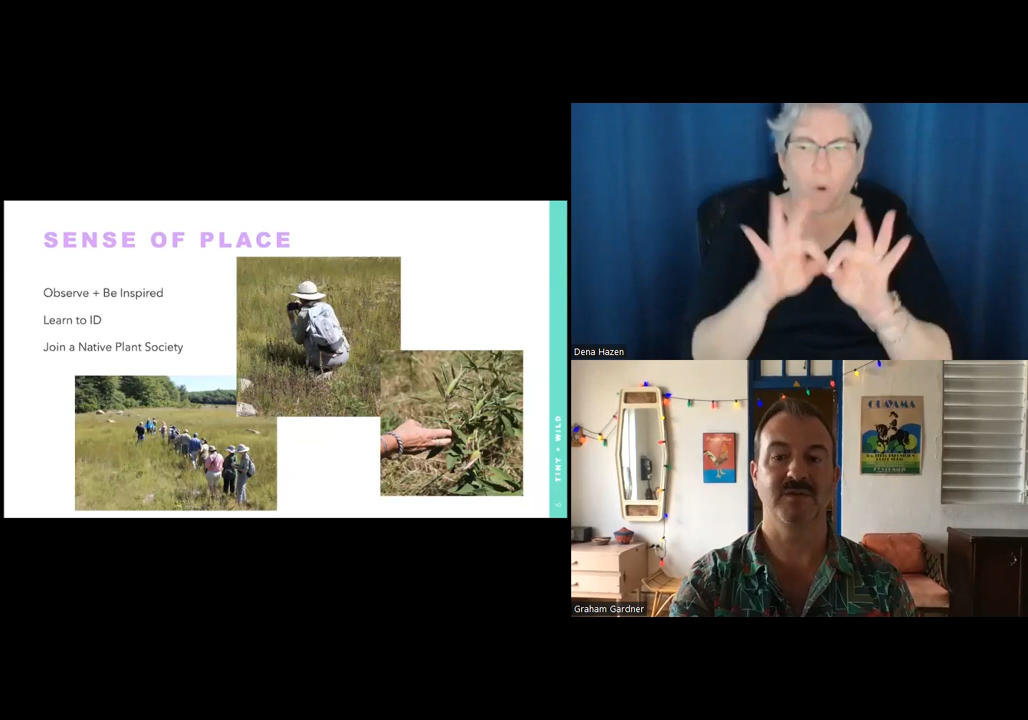 SENSE OF PLACE
Observe + Be Inspired
Learn to ID
Join a Native Plant Society
TINY + WILD
6
Dena Hazen
GUAYAMA
Graham Gardner